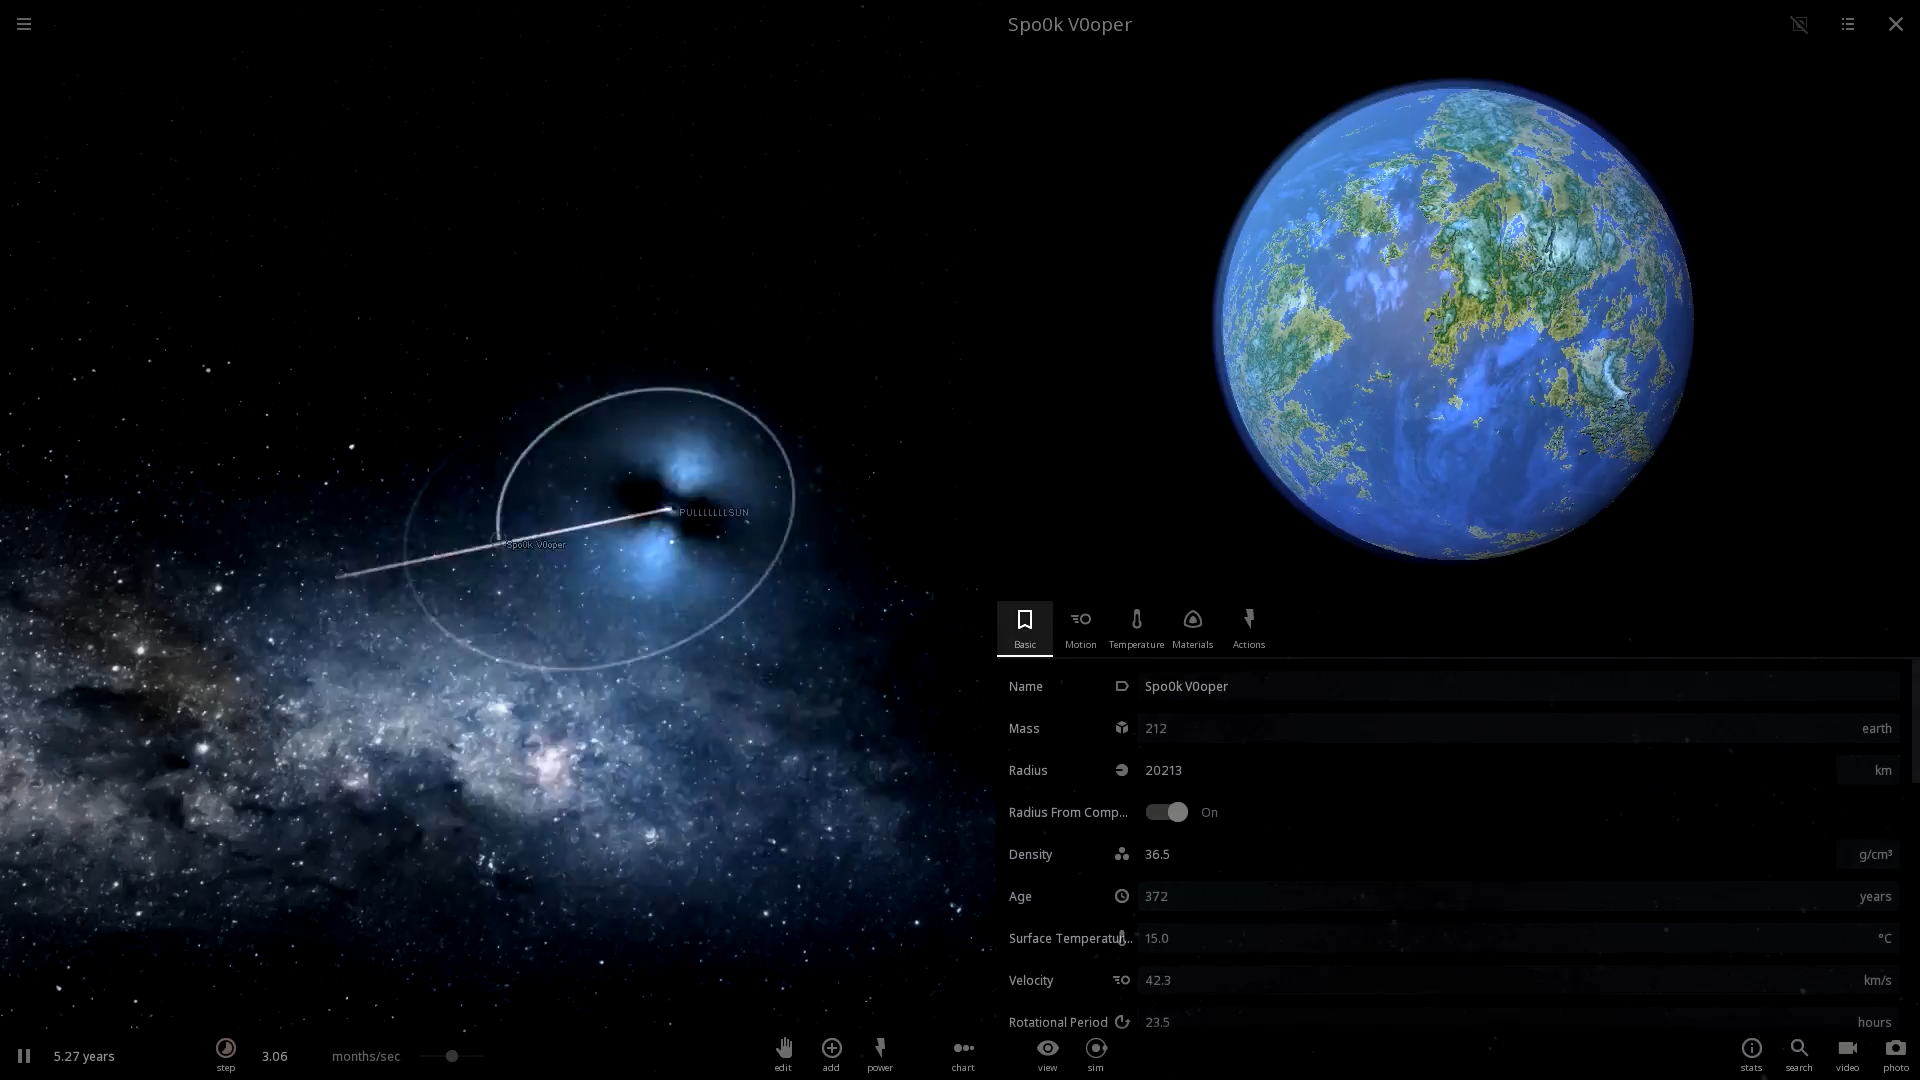 Spo0k V0oper
PULLLLLLLSUN
Spo0k V0oper
Basic
Motion
Temperature
Materials
Actions
Name
Spo0k V0oper
Mass
212
earth
Radius
20213
km
Radius From Comp...
On
Density
36.5
g/cm³
Age
372
years
Surface Temperatur...
15.0
°C
Velocity
42.3
km/s
Rotational Period
23.5
hours
5.27 years
step
3.06
months/sec
edit
add
power
chart
view
sim
stats
search
video
photo